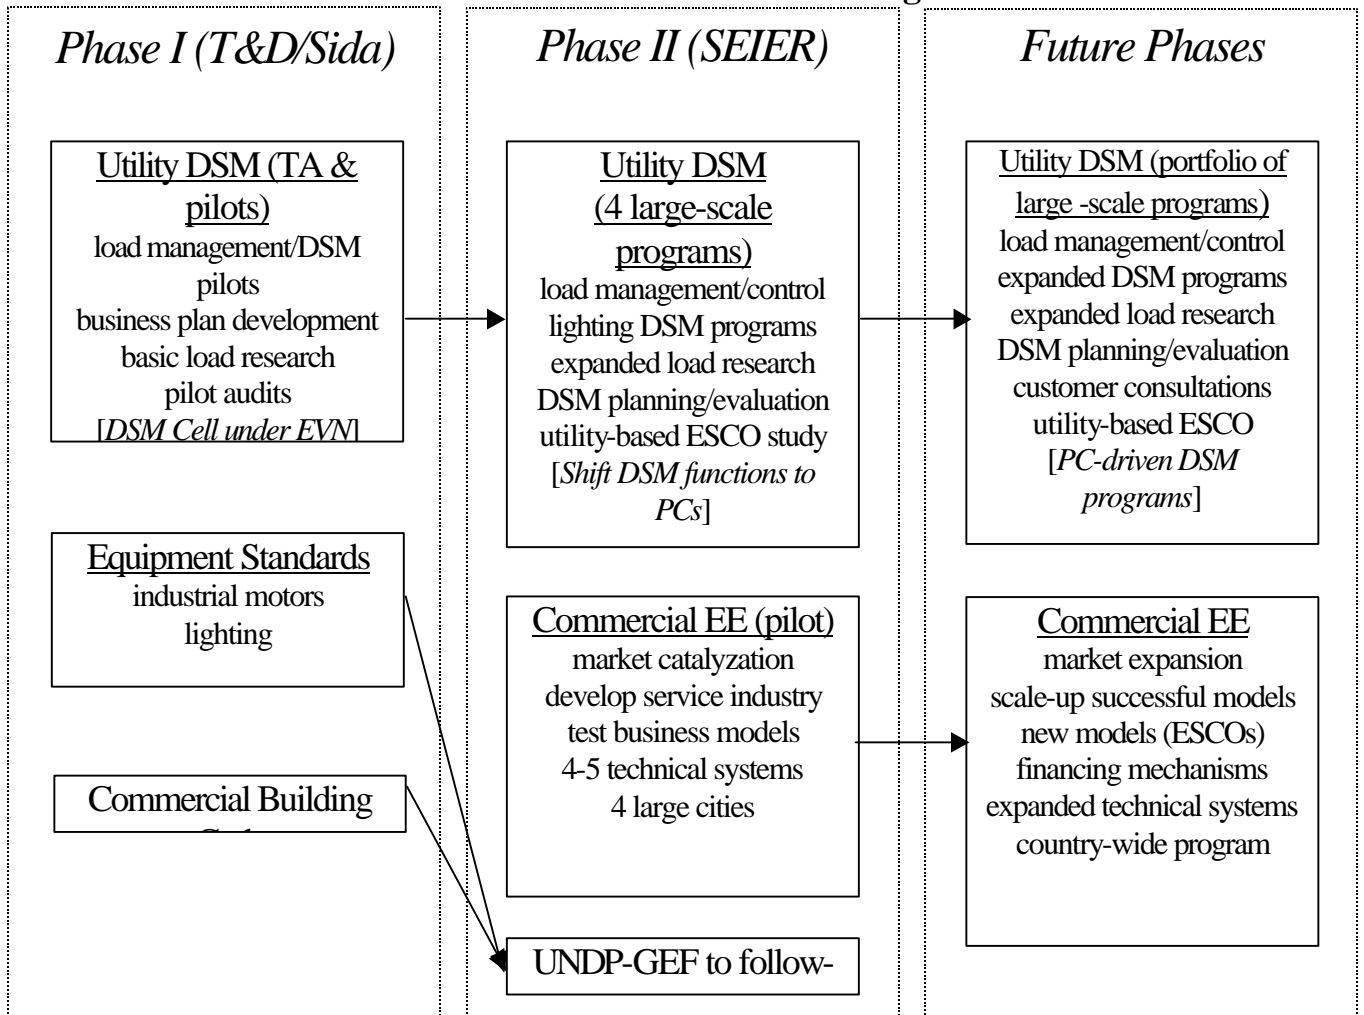 Phase I (T&D/Sida)
Utility DSM (TA &
pilots)
load management/DSM
pilots
business plan development
basic load research
pilot audits
[DSM Cell under EVN]
Equipment Standards
industrial motors
lighting
Commercial Building
Phase II (SEIER)
Utility DSM
(4 large-scale
programs)
load management/control
lighting DSM programs
expanded load research
DSM planning/evaluation
utility-based ESCO study
[Shift DSM functions to
PCs]
Commercial EE (pilot)
market catalyzation
develop service industry
test business models
4-5 technical systems
4 large cities
UNDP-GEF to follow-
Future Phases
Utility DSM (portfolio of
large -scale programs)
load management/control
expanded DSM programs
expanded load research
DSM planning/evaluation
customer consultations
utility-based ESCO
[PC-driven DSM
programs]
Commercial EE
market expansion
scale-up successful models
new models (ESCOs)
financing mechanisms
expanded technical systems
country-wide program